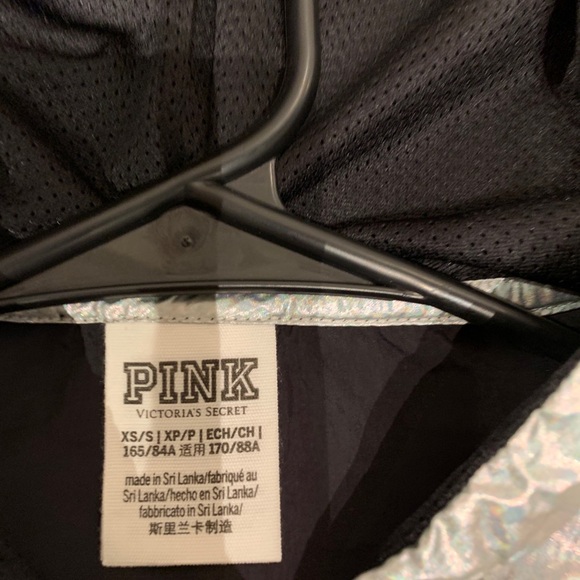 PINK
VICTORIA'S SECRET
XS/S | XP/P | ECH/CH |
165/84A 适用 170/88A
made in Sri Lanka/fabriqué au
Sri Lanka/hecho en Sri Lanka/
fabbricato in Sri Lanka/
斯里兰卡制造